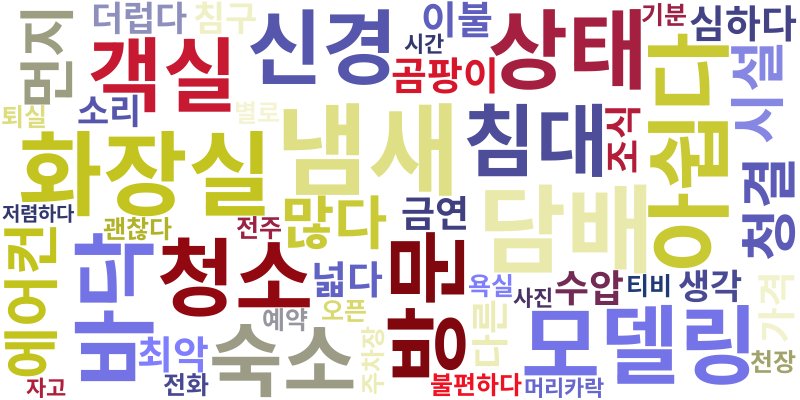 더럽다
침구
신경
이불
시간
상태
기분
심하다
먼지
객실
곰팡이
아쉽다
시설
퇴실
소리
별로
냄새
침대
조식
화장실
담배
청결
저렴하다
괜찮다
전주
많다
금연
에어컨
바닥
청소
넓다
방문
욕실
사진
수압
티비
생각
가격
예약
오픈
다른
모델링
최악
숙소
주차장
천장
자고
전화
불편하다
머리카락